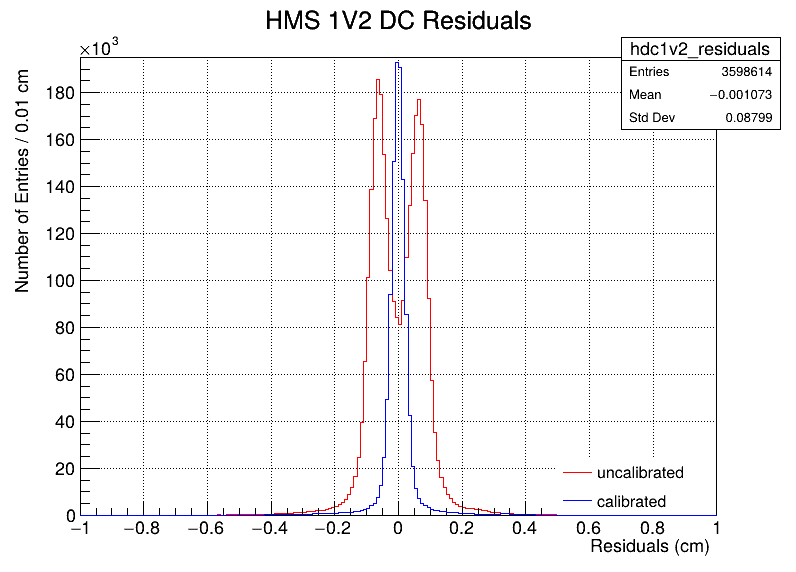 HMS 1V2 DC Residuals
×10³
hdc1v2_residuals
Entries 3598614
Mean −0.001073
Std Dev 0.08799
Number of Entries / 0.01 cm
180
160
140
120
100
80
60
40
20
0
uncalibrated
calibrated
−1 −0.8 −0.6 −0.4 −0.2 0 0.2 0.4 0.6 0.8 1
Residuals (cm)